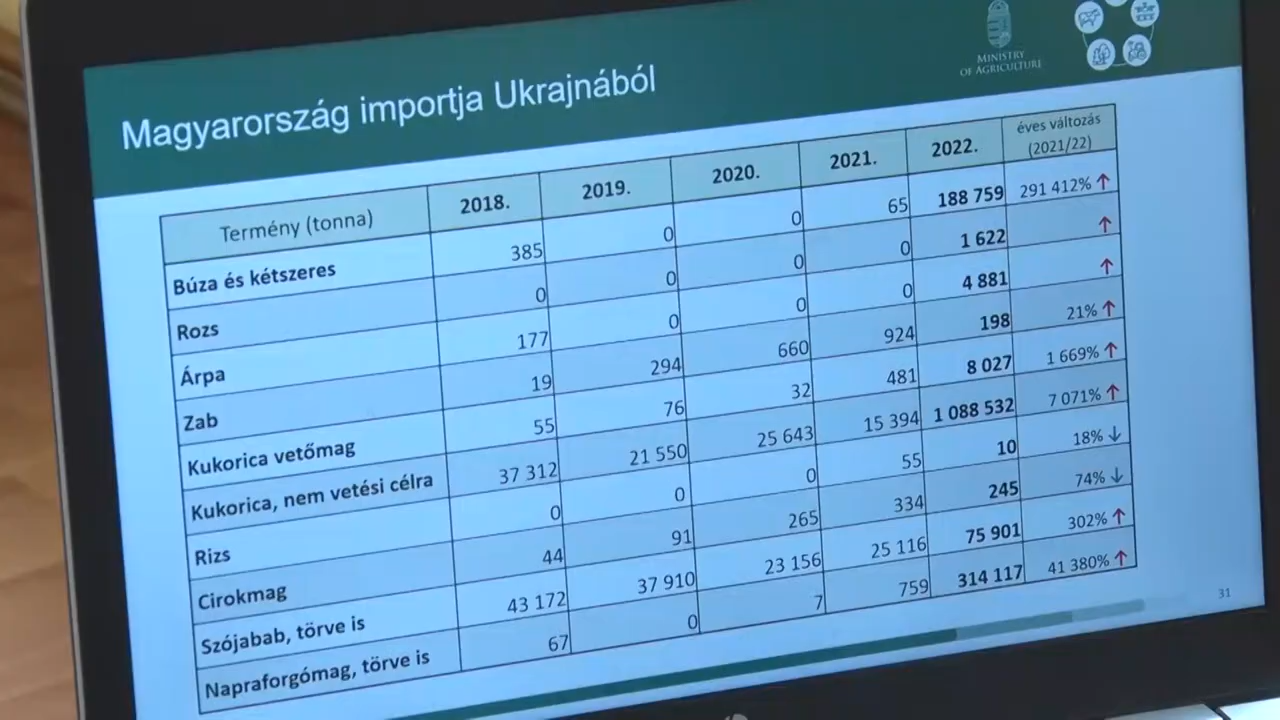 MINISTRY
OF AGRICULTURE
Magyarország importja Ukrajnából
Termény (tonna) 2018. 2019. 2020. 2021. 2022. éves változás (2021/22)
Búza és kétszeres 385 0 0 65 188 759 291 412% ↑
Rozs 0 0 0 0 1 622 ↑
Árpa 177 0 0 0 4 881 ↑
Zab 19 294 660 924 198 21% ↑
Kukorica vetőmag 55 76 32 481 8 027 1 669% ↑
Kukorica, nem vetési célra 37 312 21 550 25 643 15 394 1 088 532 7 071% ↑
Rizs 0 0 0 55 10 18% ↓
Cirokmag 44 91 265 334 245 74% ↓
Szójabab, törve is 43 172 37 910 23 156 25 116 75 901 302% ↑
Napraforgómag, törve is 67 0 7 759 314 117 41 380% ↑
31